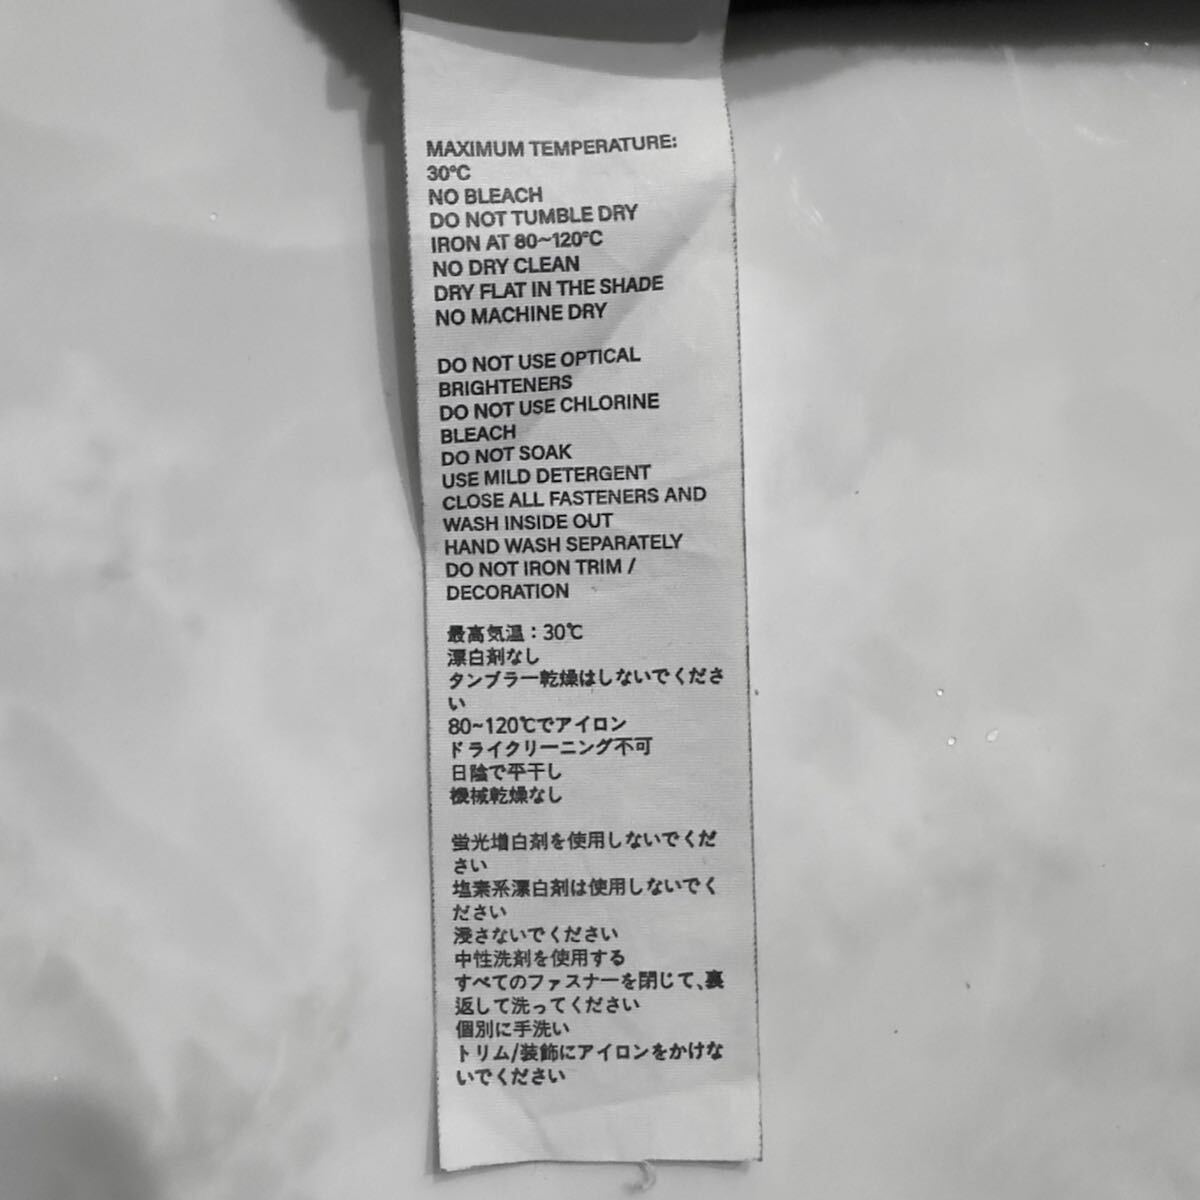 MAXIMUM TEMPERATURE:
30°C
NO BLEACH
DO NOT TUMBLE DRY
IRON AT 80~120°C
NO DRY CLEAN
DRY FLAT IN THE SHADE
NO MACHINE DRY
DO NOT USE OPTICAL
BRIGHTENERS
DO NOT USE CHLORINE
BLEACH
DO NOT SOAK
USE MILD DETERGENT
CLOSE ALL FASTENERS AND
WASH INSIDE OUT
HAND WASH SEPARATELY
DO NOT IRON TRIM /
DECORATION
最高気温：30℃
漂白剤なし
タンブラー乾燥はしないでくださ
い
80~120℃でアイロン
ドライクリーニング不可
日陰で平干し
機械乾燥なし
蛍光増白剤を使用しないでくだ
さい
塩素系漂白剤は使用しないでく
ださい
浸さないでください
中性洗剤を使用する
すべてのファスナーを閉じて、裏
返して洗ってください
個別に手洗い
トリム/装飾にアイロンをかけな
いでください